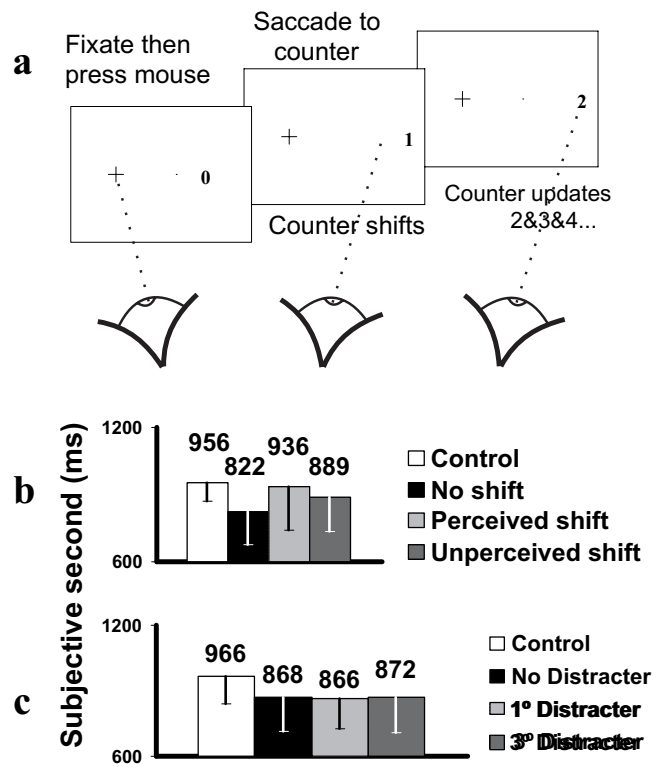 a
Fixate then
press mouse
Saccade to
counter
0
1
2
Counter shifts
Counter updates
2&3&4...
b
Subjective second (ms)
1200
600
956
822
936
889
Control
No shift
Perceived shift
Unperceived shift
c
1200
600
966
868
866
872
Control
No Distracter
1º Distracter
3º Distracter